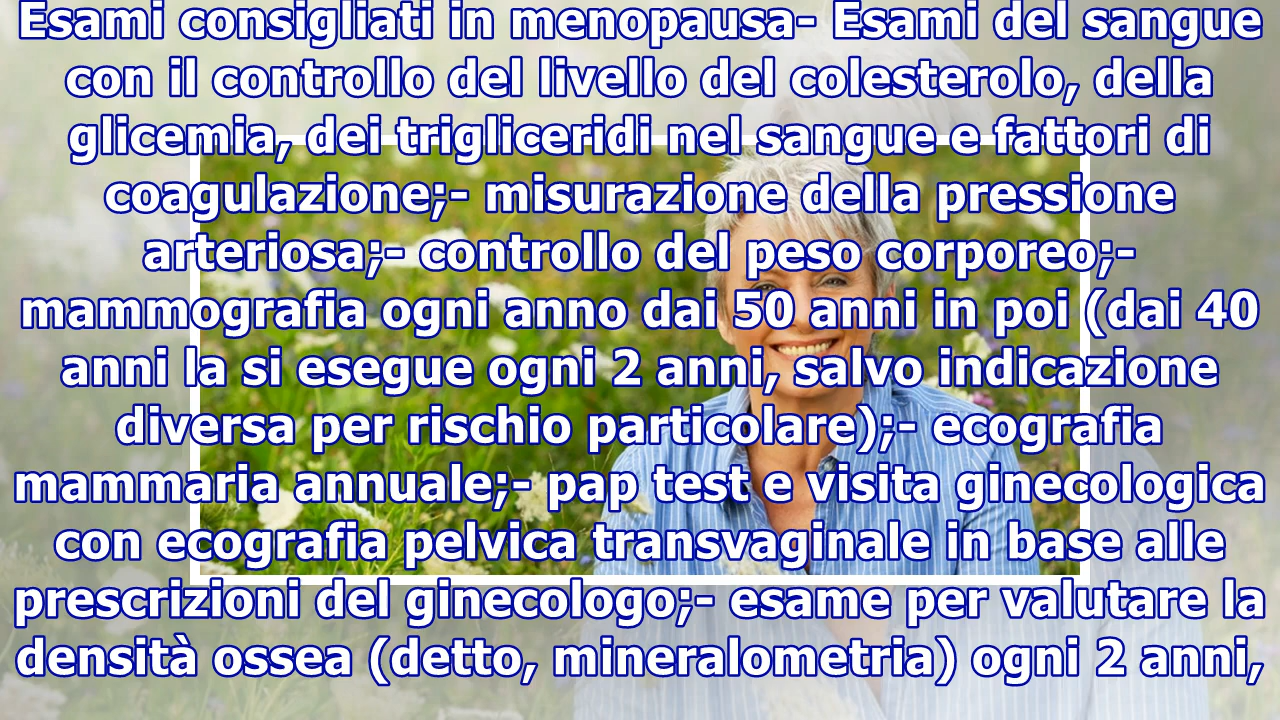 Esami consigliati in menopausa- Esami del sangue
con il controllo del livello del colesterolo, della
glicemia, dei trigliceridi nel sangue e fattori di
coagulazione;- misurazione della pressione
arteriosa;- controllo del peso corporeo;-
mammografia ogni anno dai 50 anni in poi (dai 40
anni la si esegue ogni 2 anni, salvo indicazione
diversa per rischio particolare);- ecografia
mammaria annuale;- pap test e visita ginecologica
con ecografia pelvica transvaginale in base alle
prescrizioni del ginecologo;- esame per valutare la
densità ossea (detto, mineralometria) ogni 2 anni,